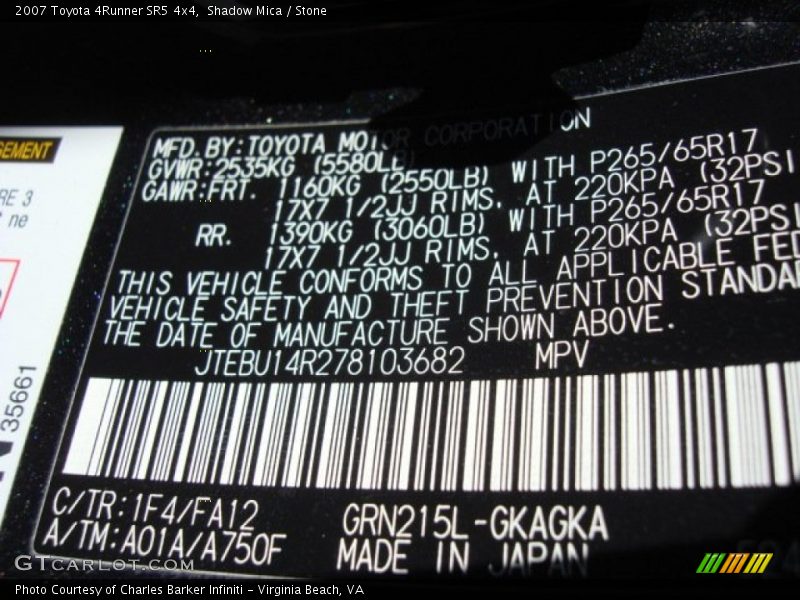 2007 Toyota 4Runner SR5 4x4, Shadow Mica / Stone
GEMENT
RE 3
ne
35661
MFD. BY: TOYOTA MOTOR CORPORATION
GVWR: 2535KG (5580LB)
GAWR: FRT. 1160KG (2550LB) WITH P265/65R17
17X7 1/2JJ RIMS, AT 220KPA (32PSI
RR. 1390KG (3060LB) WITH P265/65R17
17X7 1/2JJ RIMS, AT 220KPA (32PSI
THIS VEHICLE CONFORMS TO ALL APPLICABLE FED
VEHICLE SAFETY AND THEFT PREVENTION STANDAR
THE DATE OF MANUFACTURE SHOWN ABOVE.
JTEBU14R278103682 MPV
C/TR: 1F4/FA12 GRN215L-GKAGKA
A/TM: A01A/A750F MADE IN JAPAN
GTCARLOT.COM
Photo Courtesy of Charles Barker Infiniti - Virginia Beach, VA